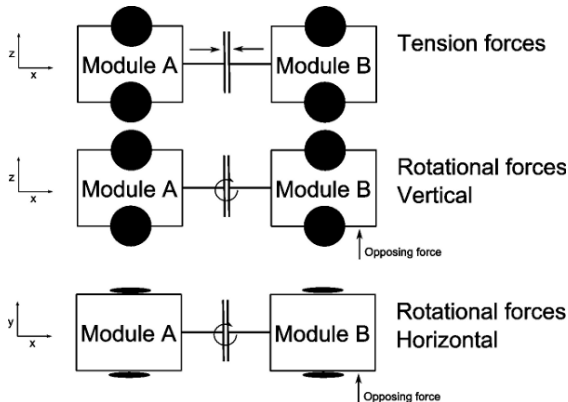 z
x
Module A
Module B
Tension forces
z
x
Module A
Module B
Rotational forces
Vertical
Opposing force
y
x
Module A
Module B
Rotational forces
Horizontal
Opposing force